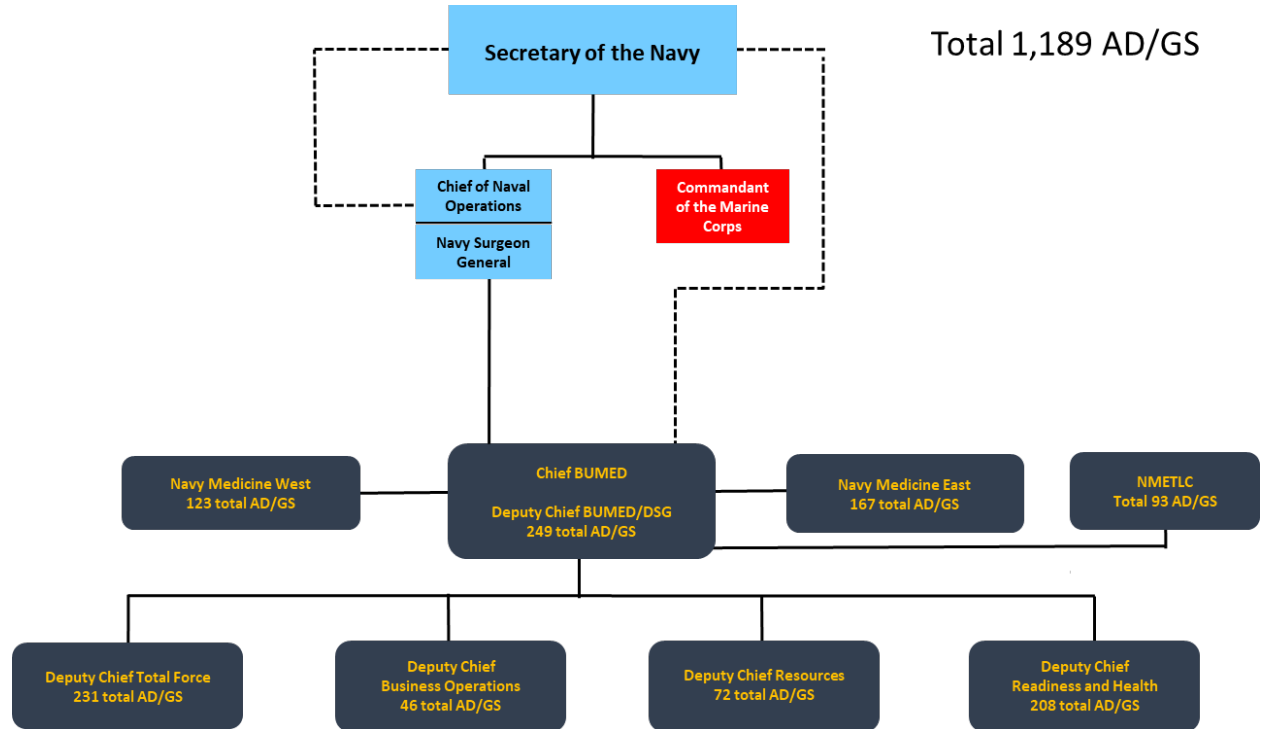 Secretary of the Navy
Total 1,189 AD/GS
Chief of Naval
Operations
Navy Surgeon
General
Commandant
of the Marine
Corps
Navy Medicine West
123 total AD/GS
Chief BUMED
Deputy Chief BUMED/DSG
249 total AD/GS
Navy Medicine East
167 total AD/GS
NMETLC
Total 93 AD/GS
Deputy Chief Total Force
231 total AD/GS
Deputy Chief
Business Operations
46 total AD/GS
Deputy Chief Resources
72 total AD/GS
Deputy Chief
Readiness and Health
208 total AD/GS